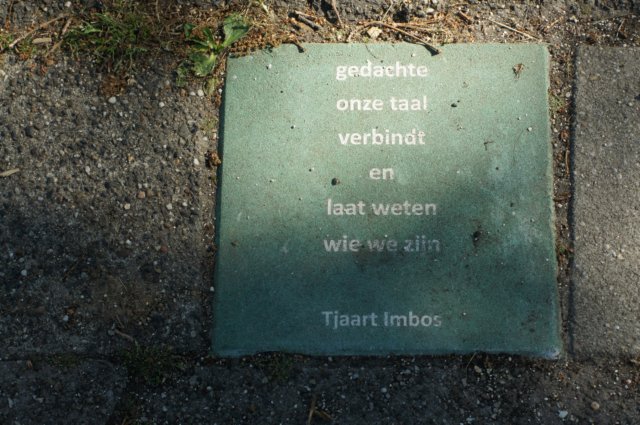 gedachte
onze taal
verbindt
en
laat weten
wie we zijn
Tjaart Imbos